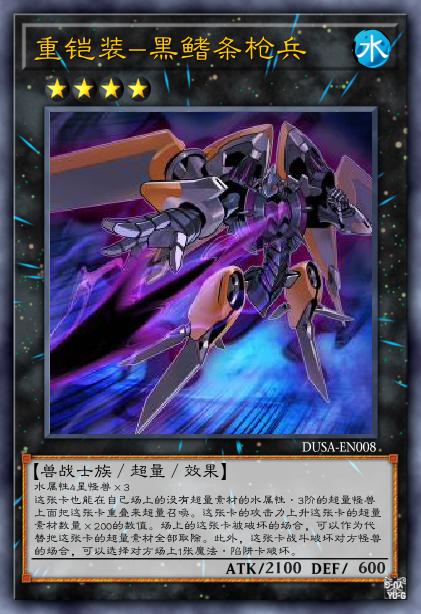 重铠装-黑鳍条枪兵
水
DUSA-EN008
【兽战士族/超量/效果】
水属性4星怪兽×3
这张卡也能在自己场上的没有超量素材的水属性·3阶的超量怪兽
上面把这张卡重叠来超量召唤。这张卡的攻击力上升这张卡的超量
素材数量×200的数值。场上的这张卡被破坏的场合,可以作为代
替把这张卡的超量素材全部取除。此外,这张卡战斗破坏对方怪兽
的场合,可以选择对方场上1张魔法·陷阱卡破坏。
ATK/2100 DEF/ 600